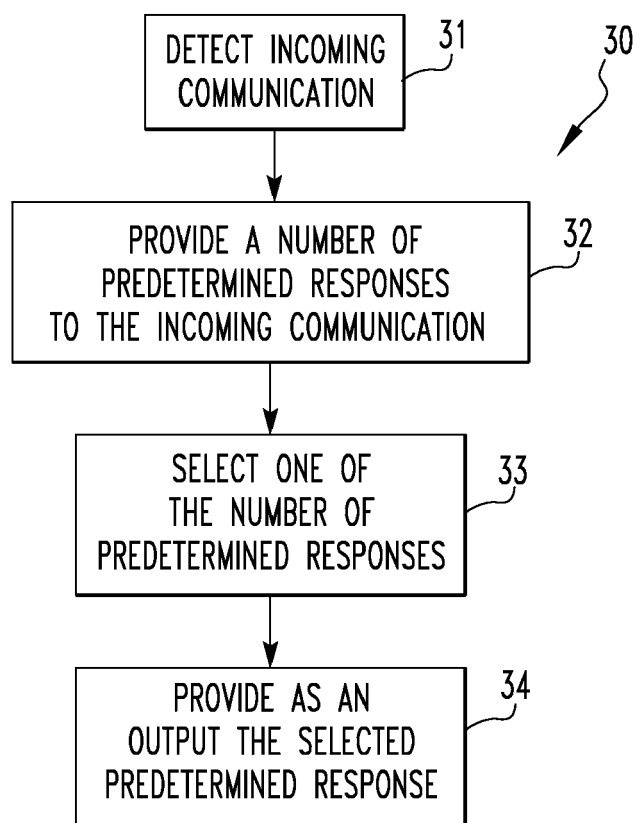 DETECT INCOMING
COMMUNICATION
31
30
PROVIDE A NUMBER OF
PREDETERMINED RESPONSES
TO THE INCOMING COMMUNICATION
32
SELECT ONE OF
THE NUMBER OF
PREDETERMINED RESPONSES
33
PROVIDE AS AN
OUTPUT THE SELECTED
PREDETERMINED RESPONSE
34